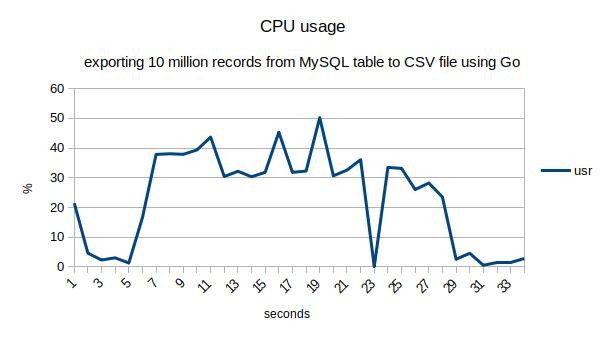 CPU usage
exporting 10 million records from MySQL table to CSV file using Go
60
50
40
30
20
10
0
%
usr
1 3 5 7 9 11 13 15 17 19 21 23 25 27 29 31 33
seconds